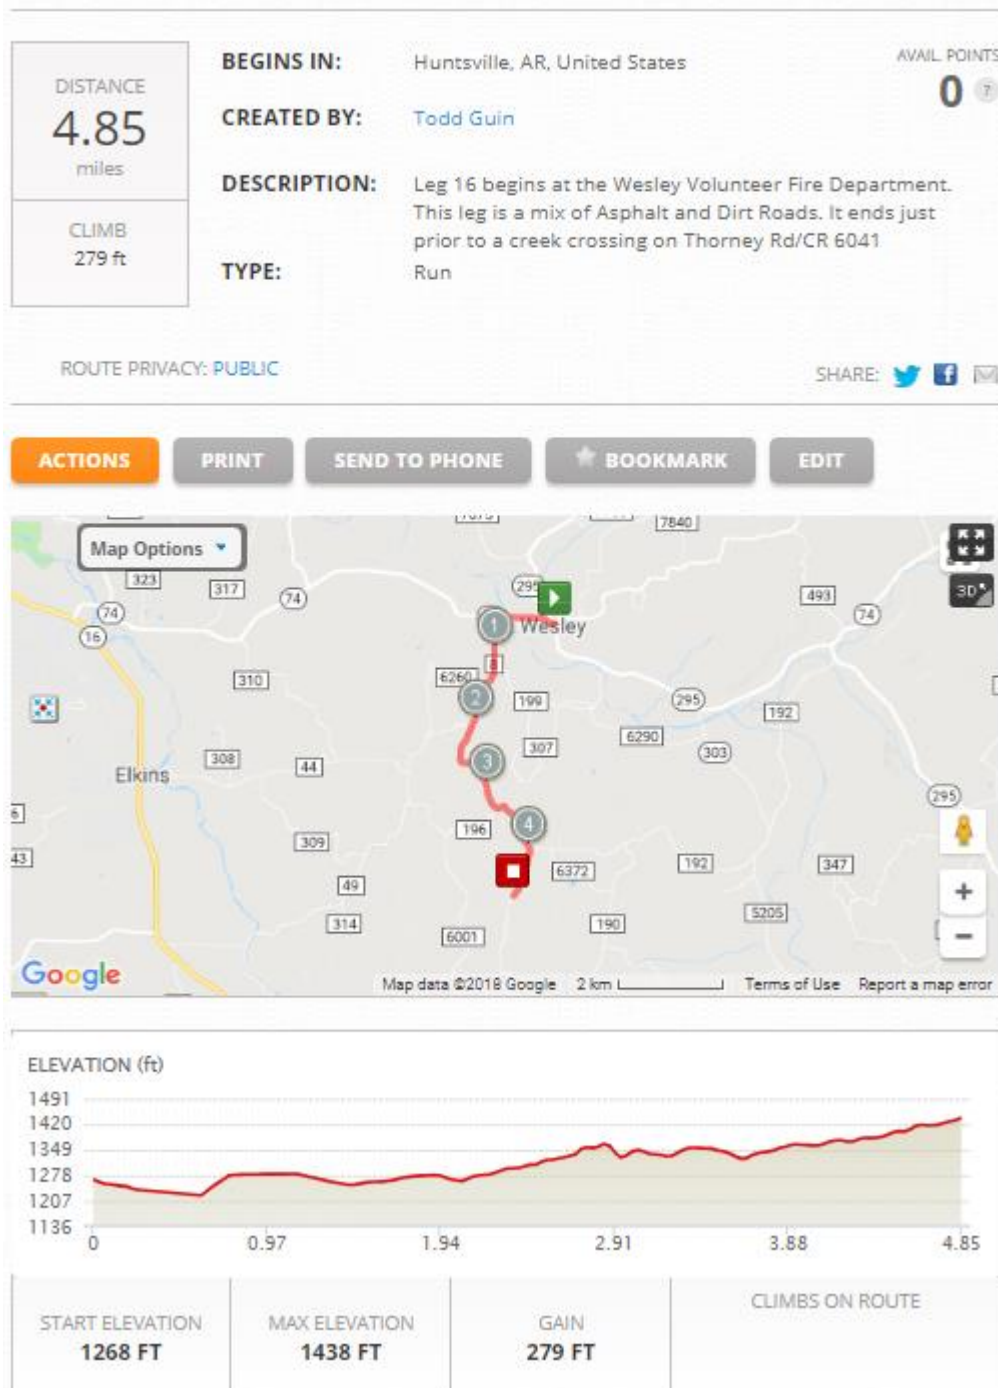 DISTANCE
4.85
miles
CLIMB
279 ft
BEGINS IN: Huntsville, AR, United States
CREATED BY: Todd Guin
DESCRIPTION: Leg 16 begins at the Wesley Volunteer Fire Department.
This leg is a mix of Asphalt and Dirt Roads. It ends just
prior to a creek crossing on Thorney Rd/CR 6041
TYPE: Run
AVAIL. POINTS
0 ?
ROUTE PRIVACY: PUBLIC
SHARE:
ACTIONS PRINT SEND TO PHONE BOOKMARK EDIT
Map Options
7840
323
317
74
74
16
295
493
74
3D
1
Wesley
310
6260
8
2
199
295
192
6290
303
307
3
308
44
Elkins
295
196
4
309
43
6372
192
347
49
314
6001
190
5205
+
−
Google
Map data ©2018 Google 2 km Terms of Use Report a map error
ELEVATION (ft)
1491
1420
1349
1278
1207
1136
0 0.97 1.94 2.91 3.88 4.85
START ELEVATION
1268 FT
MAX ELEVATION
1438 FT
GAIN
279 FT
CLIMBS ON ROUTE